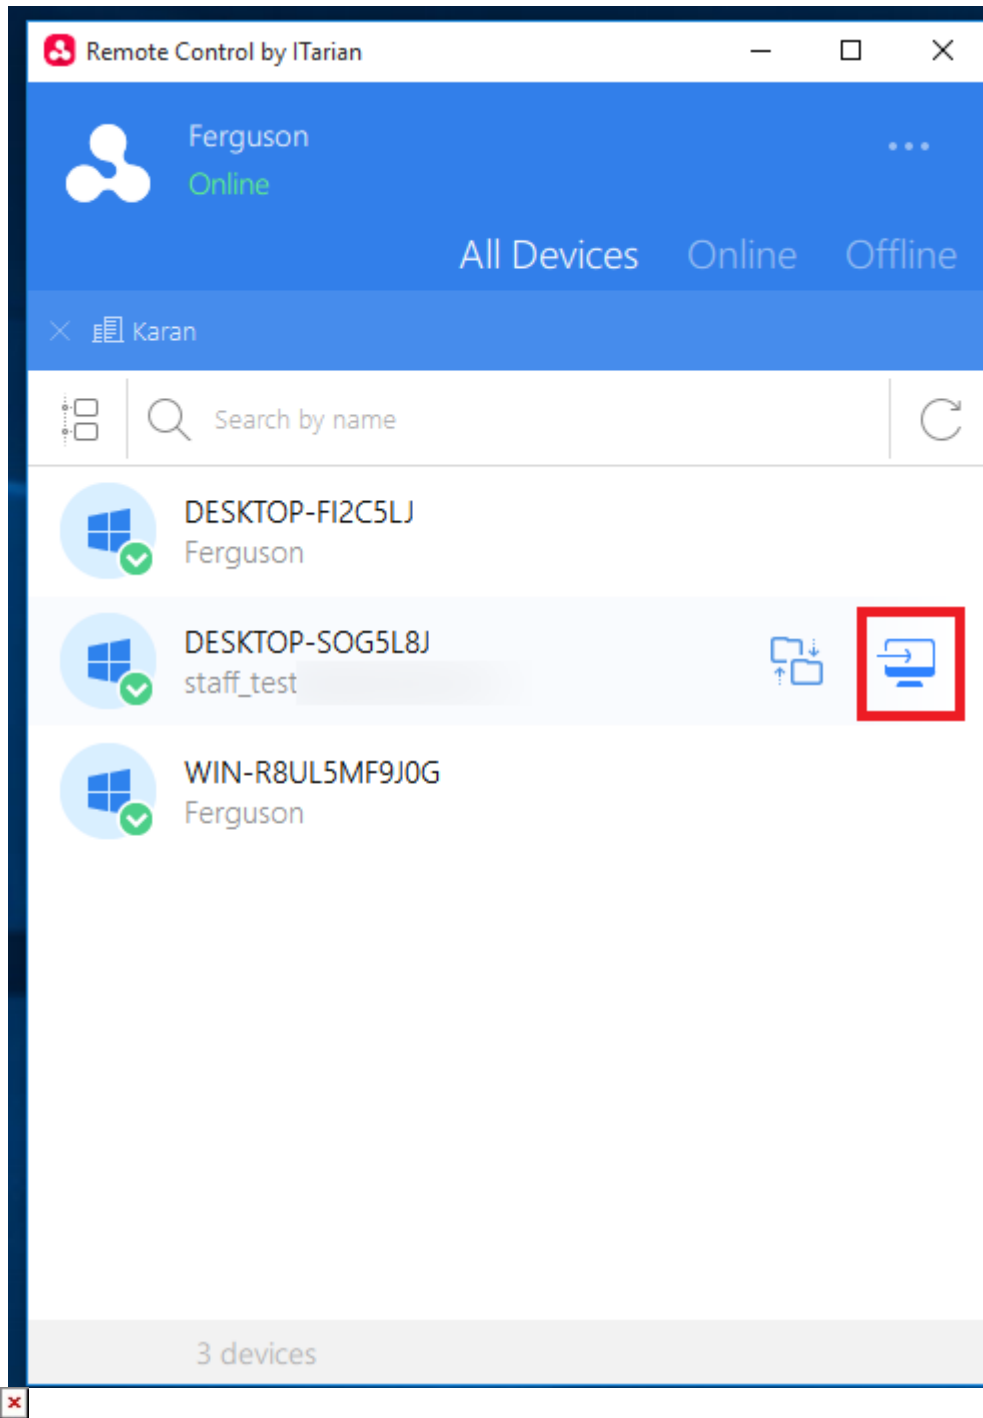 Remote Control by ITarian
Ferguson
Online
All Devices Online Offline
Karan
Search by name
DESKTOP-FI2C5LJ
Ferguson
DESKTOP-SOG5L8J
staff_test
WIN-R8UL5MF9J0G
Ferguson
3 devices